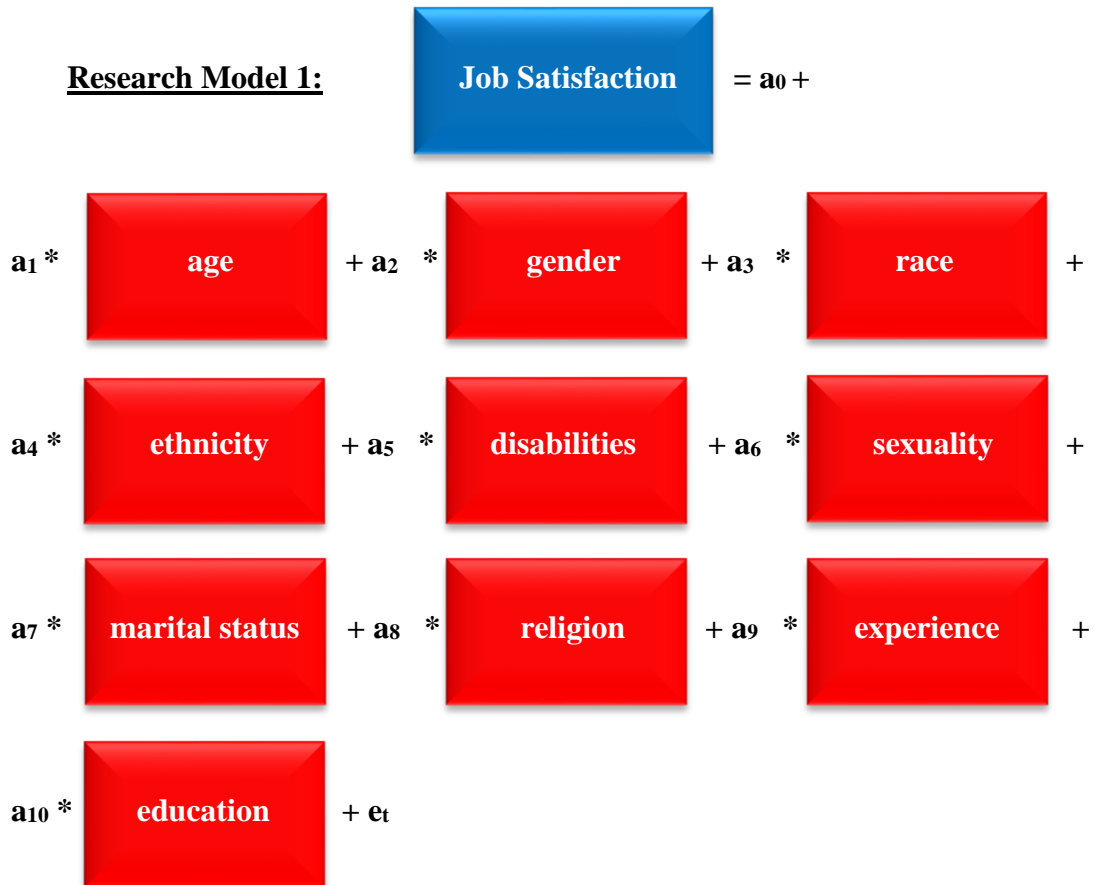 Research Model 1: Job Satisfaction = a0 +
a1 * age + a2 * gender + a3 * race +
a4 * ethnicity + a5 * disabilities + a6 * sexuality +
a7 * marital status + a8 * religion + a9 * experience +
a10 * education + et